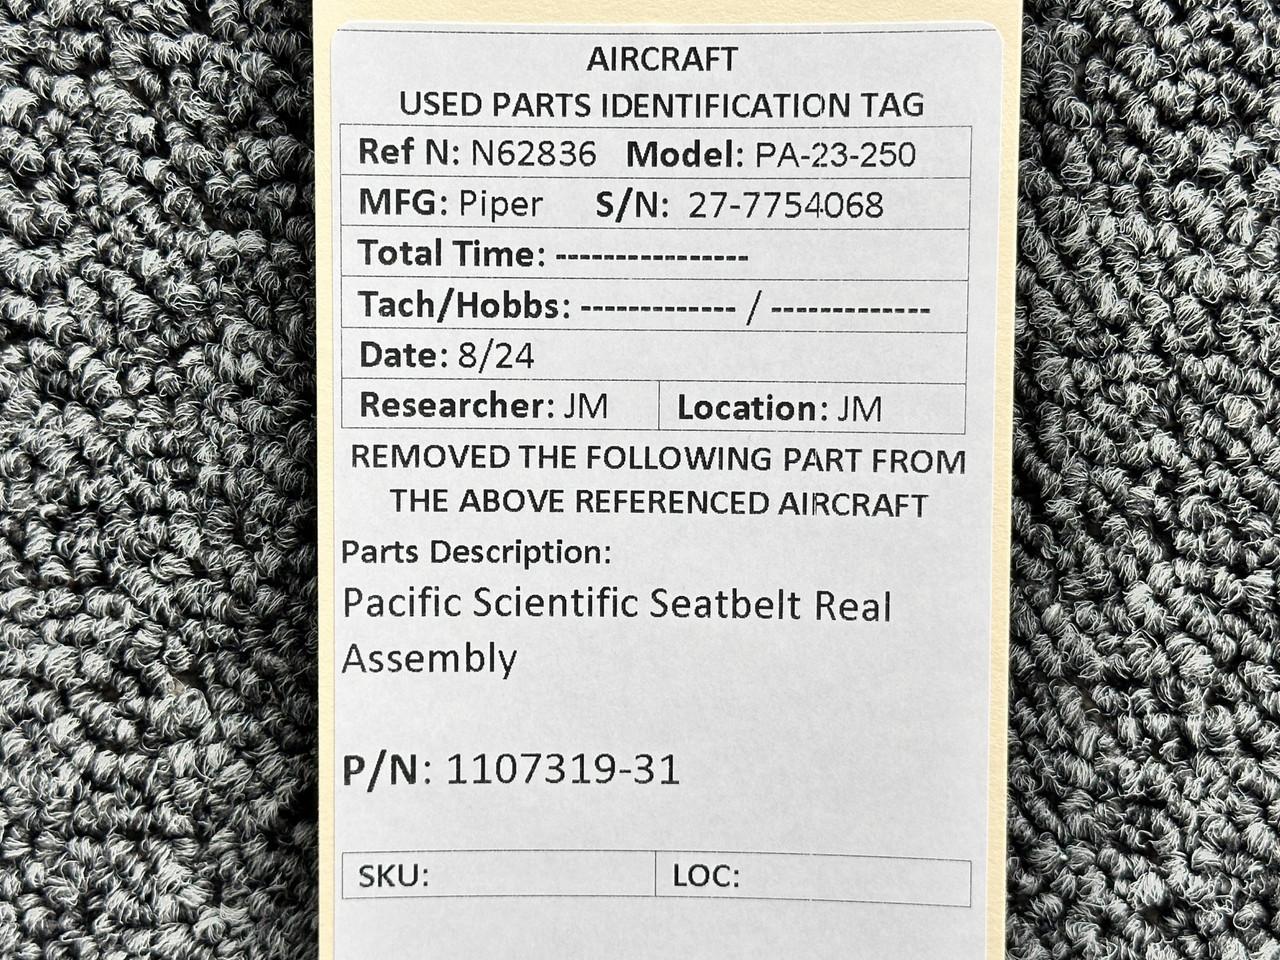 AIRCRAFT
USED PARTS IDENTIFICATION TAG
Ref N: N62836 Model: PA-23-250
MFG: Piper S/N: 27-7754068
Total Time: ----------------
Tach/Hobbs: ------------- / -------------
Date: 8/24
Researcher: JM Location: JM
REMOVED THE FOLLOWING PART FROM
THE ABOVE REFERENCED AIRCRAFT
Parts Description:
Pacific Scientific Seatbelt Real
Assembly
P/N: 1107319-31
SKU: LOC: